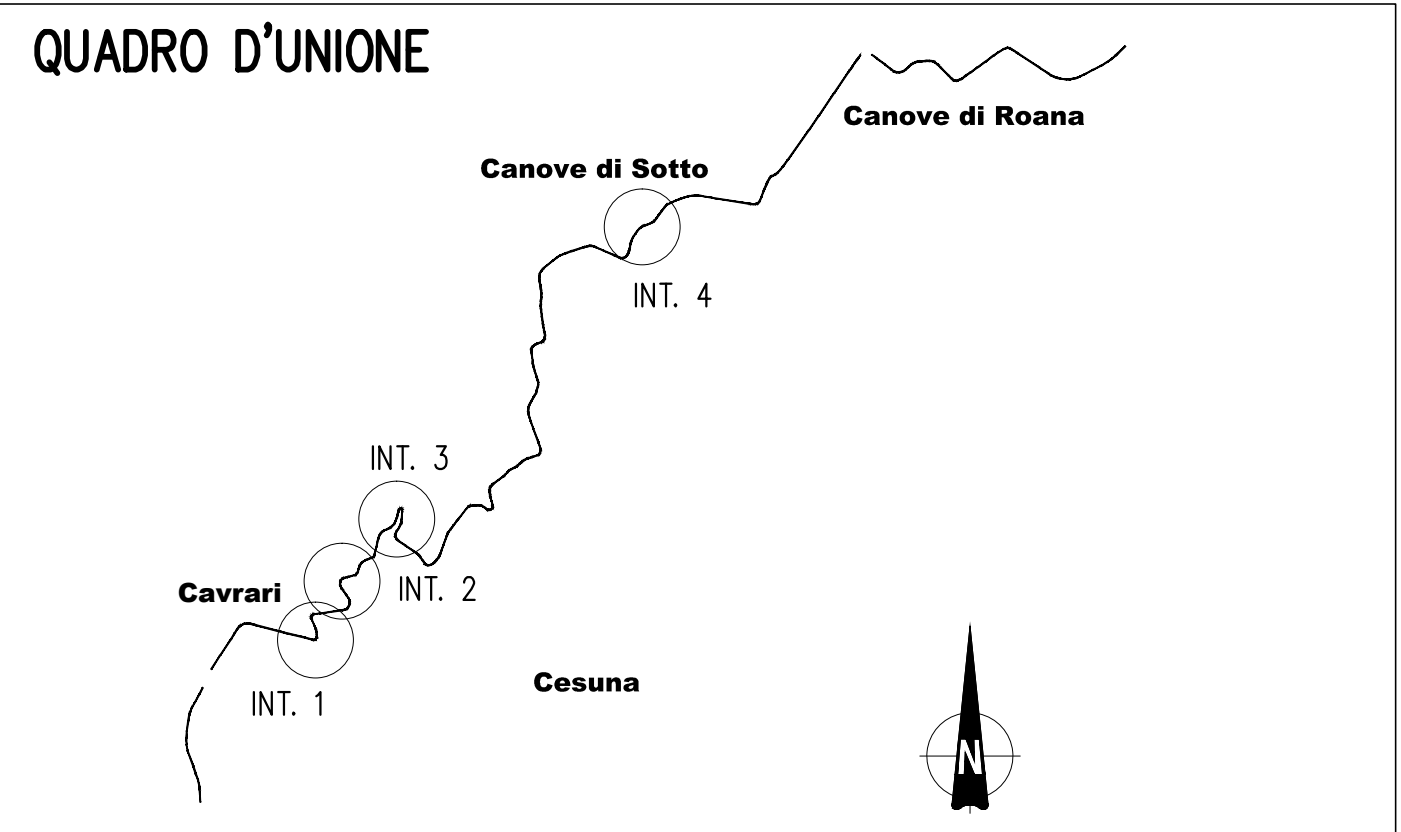 QUADRO D'UNIONE
Canove di Roana
Canove di Sotto
INT. 4
INT. 3
INT. 2
Cavrari
INT. 1
Cesuna
N